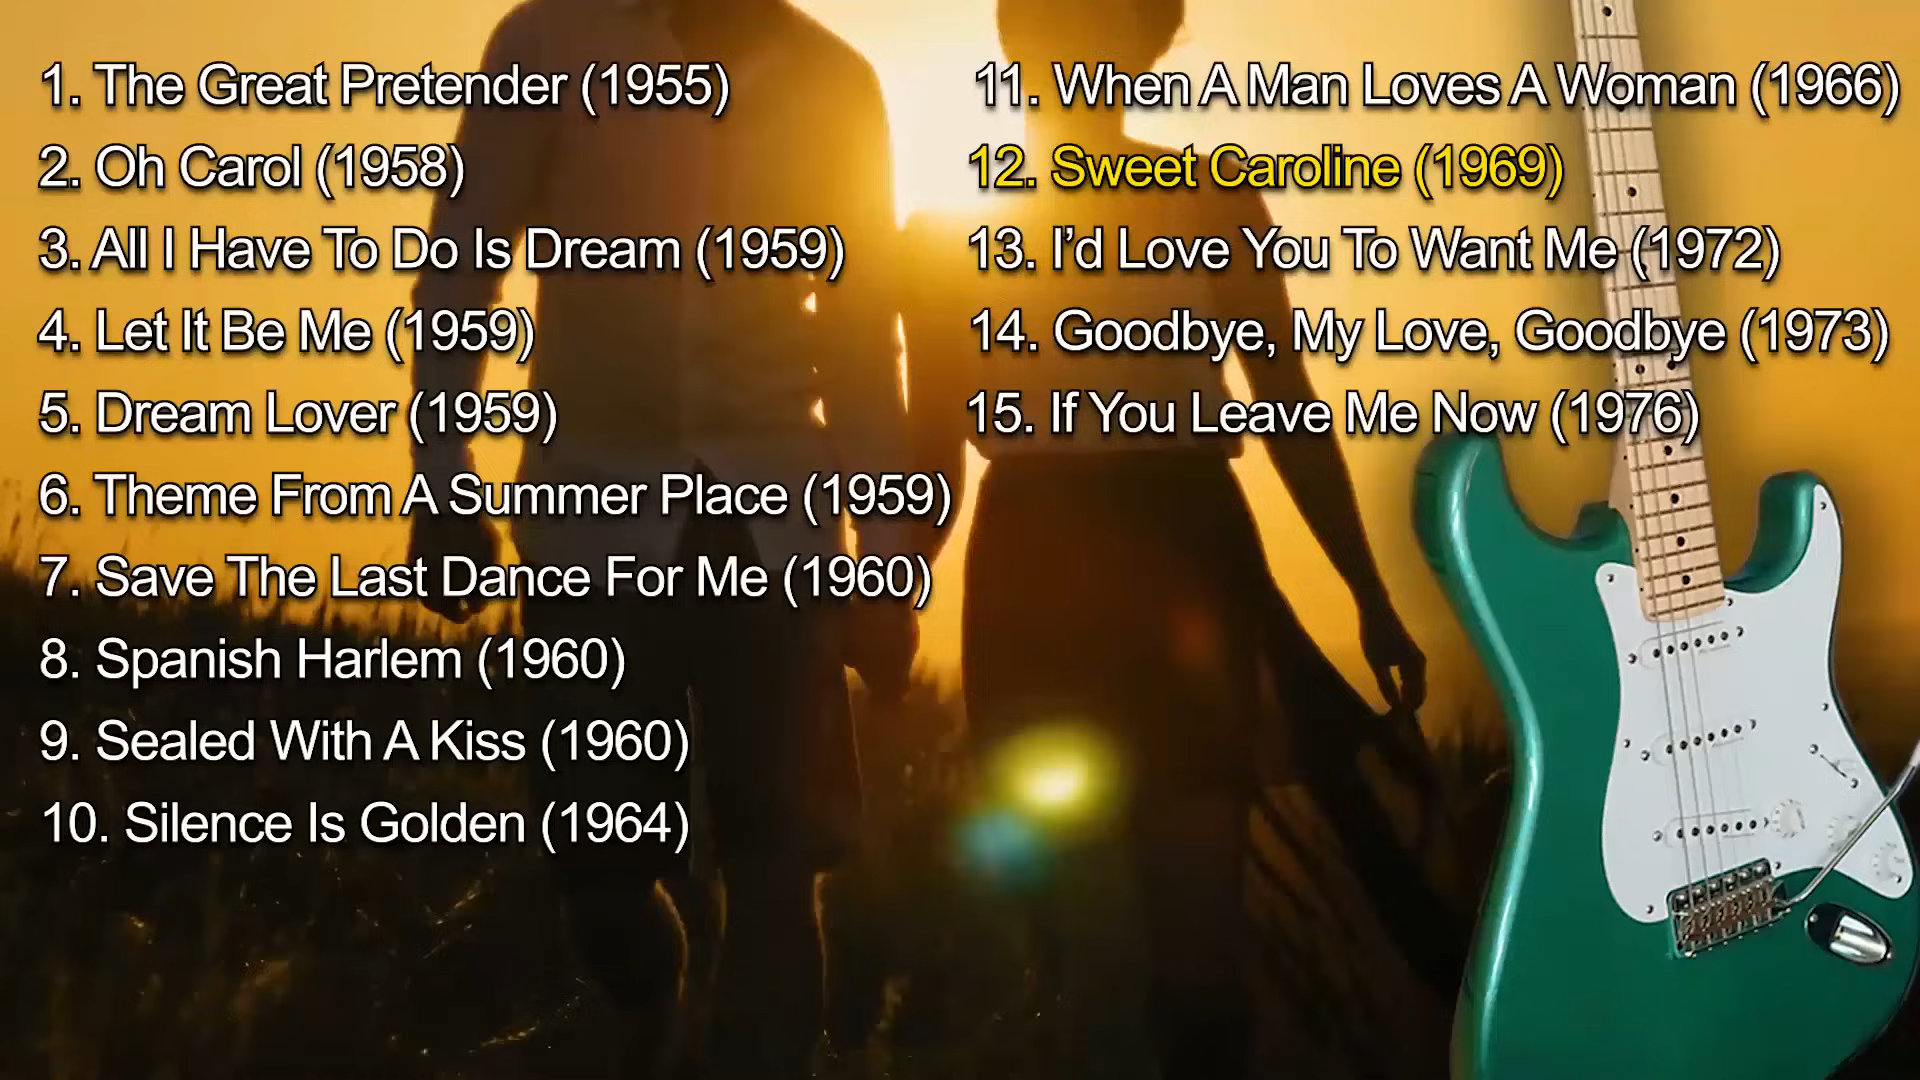 1. The Great Pretender (1955)
2. Oh Carol (1958)
3. All I Have To Do Is Dream (1959)
4. Let It Be Me (1959)
5. Dream Lover (1959)
6. Theme From A Summer Place (1959)
7. Save The Last Dance For Me (1960)
8. Spanish Harlem (1960)
9. Sealed With A Kiss (1960)
10. Silence Is Golden (1964)
11. When A Man Loves A Woman (1966)
12. Sweet Caroline (1969)
13. I’d Love You To Want Me (1972)
14. Goodbye, My Love, Goodbye (1973)
15. If You Leave Me Now (1976)